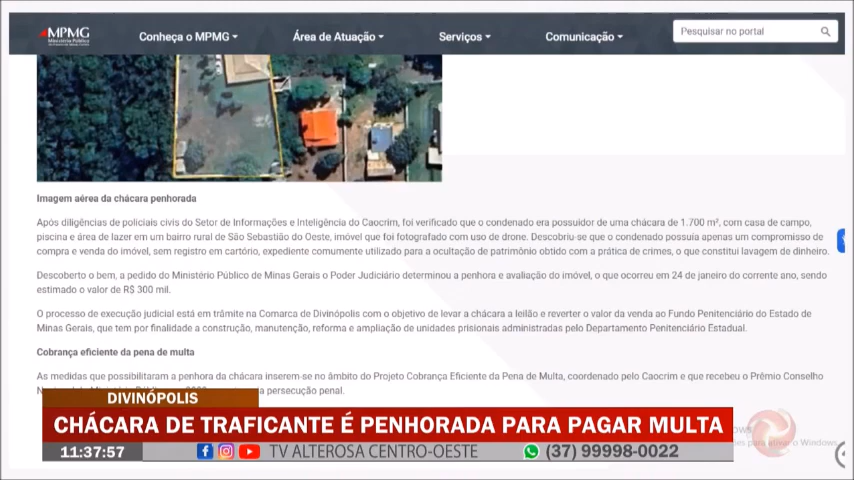 MPMG
Ministério Público
Conheça o MPMG
Área de Atuação
Serviços
Comunicação
Pesquisar no portal
Imagem aérea da chácara penhorada
Após diligências de policiais civis do Setor de Informações e Inteligência do Caocrim, foi verificado que o condenado era possuidor de uma chácara de 1.700 m², com casa de campo,
piscina e área de lazer em um bairro rural de São Sebastião do Oeste, imóvel que foi fotografado com uso de drone. Descobriu-se que o condenado possuía apenas um compromisso de
compra e venda do imóvel, sem registro em cartório, expediente comumente utilizado para a ocultação de patrimônio obtido com a prática de crimes, o que constitui lavagem de dinheiro.
Descoberto o bem, a pedido do Ministério Público de Minas Gerais o Poder Judiciário determinou a penhora e avaliação do imóvel, o que ocorreu em 24 de janeiro do corrente ano, sendo
estimado o valor de R$ 300 mil.
O processo de execução judicial está em trâmite na Comarca de Divinópolis com o objetivo de levar a chácara a leilão e reverter o valor da venda ao Fundo Penitenciário do Estado de
Minas Gerais, que tem por finalidade a construção, manutenção, reforma e ampliação de unidades prisionais administradas pelo Departamento Penitenciário Estadual.
Cobrança eficiente da pena de multa
As medidas que possibilitaram a penhora da chácara inserem-se no âmbito do Projeto Cobrança Eficiente da Pena de Multa, coordenado pelo Caocrim e que recebeu o Prêmio Conselho
persecução penal.
DIVINÓPOLIS
CHÁCARA DE TRAFICANTE É PENHORADA PARA PAGAR MULTA
para ativar o Windows
11:37:57
TV ALTEROSA CENTRO-OESTE
(37) 99998-0022